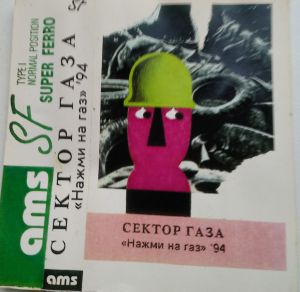 TYPE I
NORMAL POSITION
SUPER FERRO
SF
ams
СЕКТОР ГАЗА
«Нажми на газ» '94
ams
СЕКТОР ГАЗА
«Нажми на газ» '94